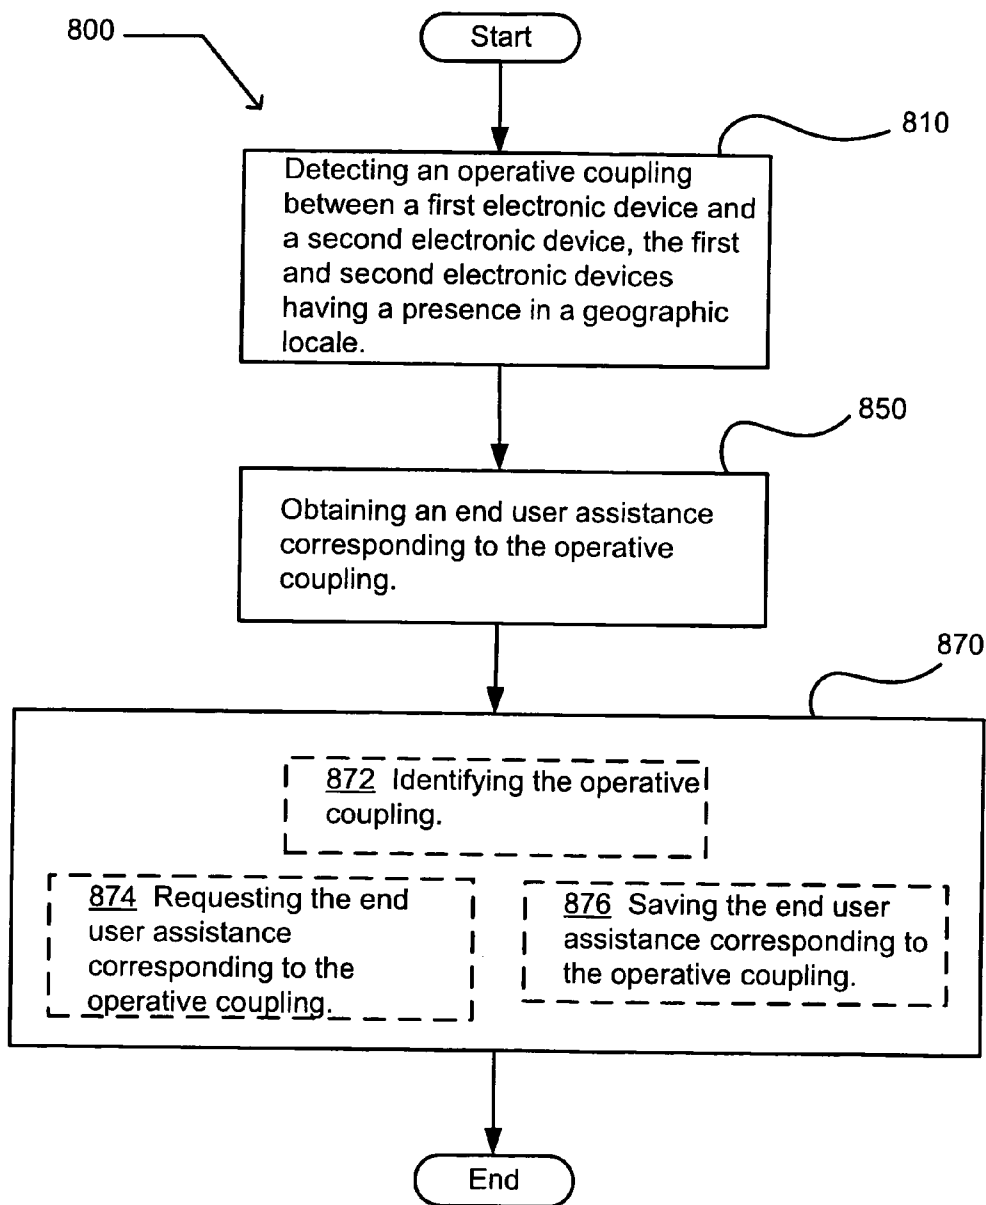 800
Start
810
Detecting an operative coupling
between a first electronic device and
a second electronic device, the first
and second electronic devices
having a presence in a geographic
locale.
850
Obtaining an end user assistance
corresponding to the operative
coupling.
870
872 Identifying the operative
coupling.
874 Requesting the end
user assistance
corresponding to the
operative coupling.
876 Saving the end user
assistance corresponding to
the operative coupling.
End